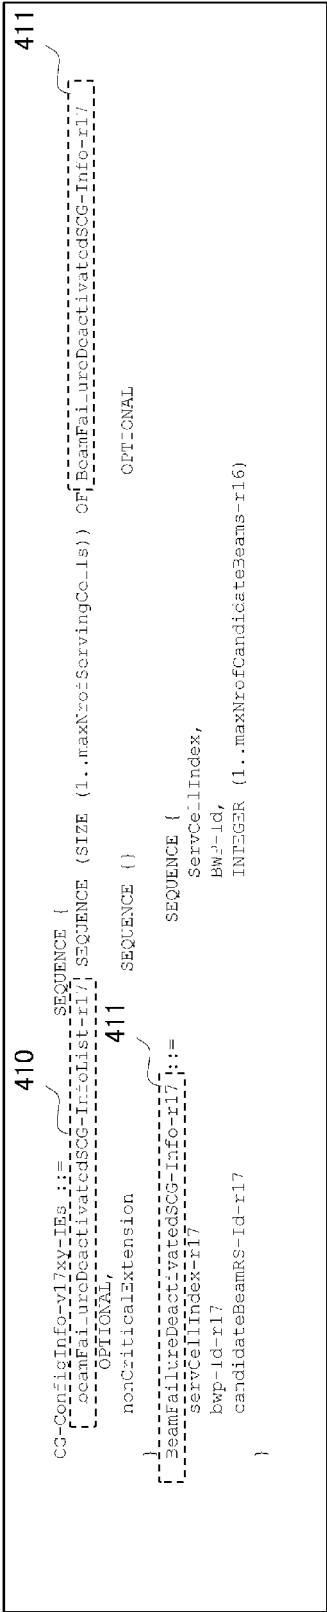 410
411
CG-ConfigInfo-v17xy-IEs ::= SEQUENCE {
beamFailureDeactivatedSCG-InfoList-r17 SEQUENCE (SIZE (1..maxNrofServingCells)) OF BeamFailureDeactivatedSCG-Info-r17
OPTIONAL,
nonCriticalExtension SEQUENCE {} OPTIONAL
}
411
BeamFailureDeactivatedSCG-Info-r17 ::= SEQUENCE {
servCellIndex-r17 ServCellIndex,
bwp-id-r17 BWP-id,
candidateBeamRS-Id-r17 INTEGER (1..maxNrofCandidateBeams-r16)
}